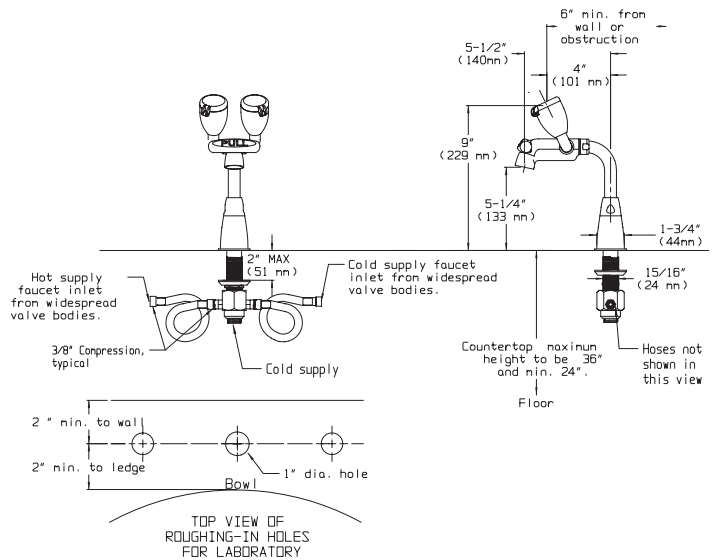 6" min. from
wall or
obstruction
5-1/2"
(140mm)
4"
(101 mm)
PULL
9"
(229 mm)
5-1/4"
(133 mm)
1-3/4"
(44mm)
2" MAX
(51 mm)
Hot supply
faucet inlet
from widespread
valve bodies.
Cold supply faucet
inlet from widespread
valve bodies.
15/16"
(24 mm)
3/8" Compression,
typical
Cold supply
Countertop maximum
height to be 36"
and min. 24".
Hoses not
shown in
this view
Floor
2 " min. to wall
2" min. to ledge
1" dia. hole
Bowl
TOP VIEW OF
ROUGHING-IN HOLES
FOR LABORATORY